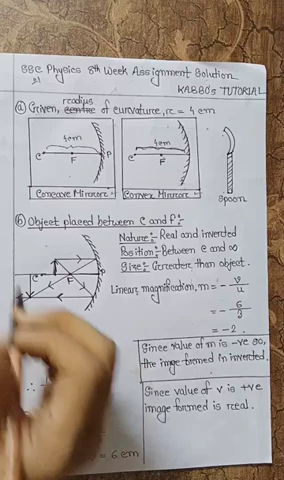 SSC Physics 8th Week Assignment Solution
KABBO'S TUTORIAL
(a) Given, radius of curvature, r = 4 cm
4cm
C
F
P
Concave Mirror
4cm
C
F
Convex Mirror
Spoon
(b) Object placed between C and F:
Nature:- Real and inverted
Position:- Between C and ∞
Size:- Greater than object.
C
F
P
Linear magnification, m = - v/u
= - 6/3
= -2.
Since value of m is -ve so,
the image formed in inverted.
Since value of v is +ve
image formed is real.
∴
= 6 cm